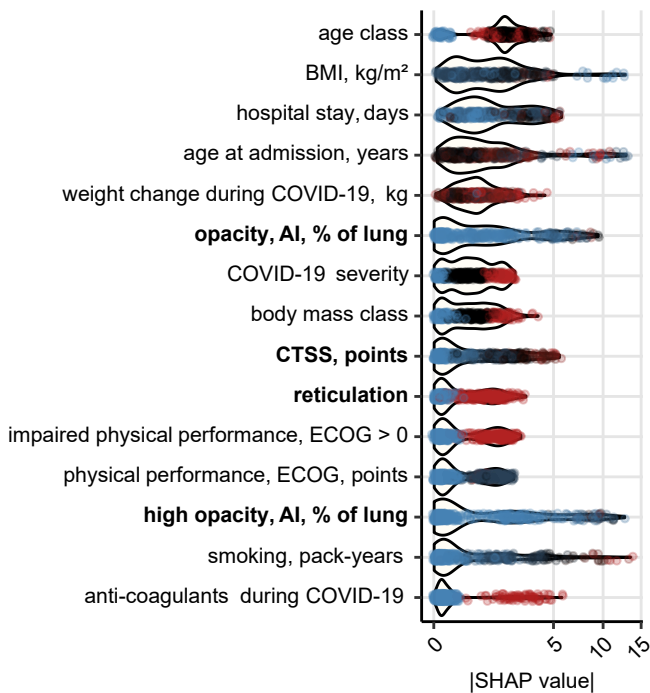 age class
BMI, kg/m²
hospital stay, days
age at admission, years
weight change during COVID-19, kg
opacity, AI, % of lung
COVID-19 severity
body mass class
CTSS, points
reticulation
impaired physical performance, ECOG > 0
physical performance, ECOG, points
high opacity, AI, % of lung
smoking, pack-years
anti-coagulants during COVID-19
0 5 10 15
|SHAP value|